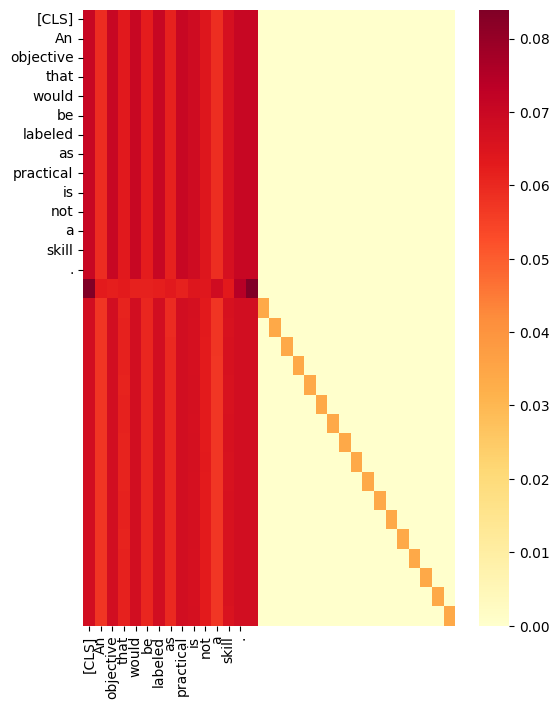 [CLS]
An
objective
that
would
be
labeled
as
practical
is
not
a
skill
.
0.08
0.07
0.06
0.05
0.04
0.03
0.02
0.01
0.00
[CLS]
An
objective
that
would
be
labeled
as
practical
is
not
a
skill
.